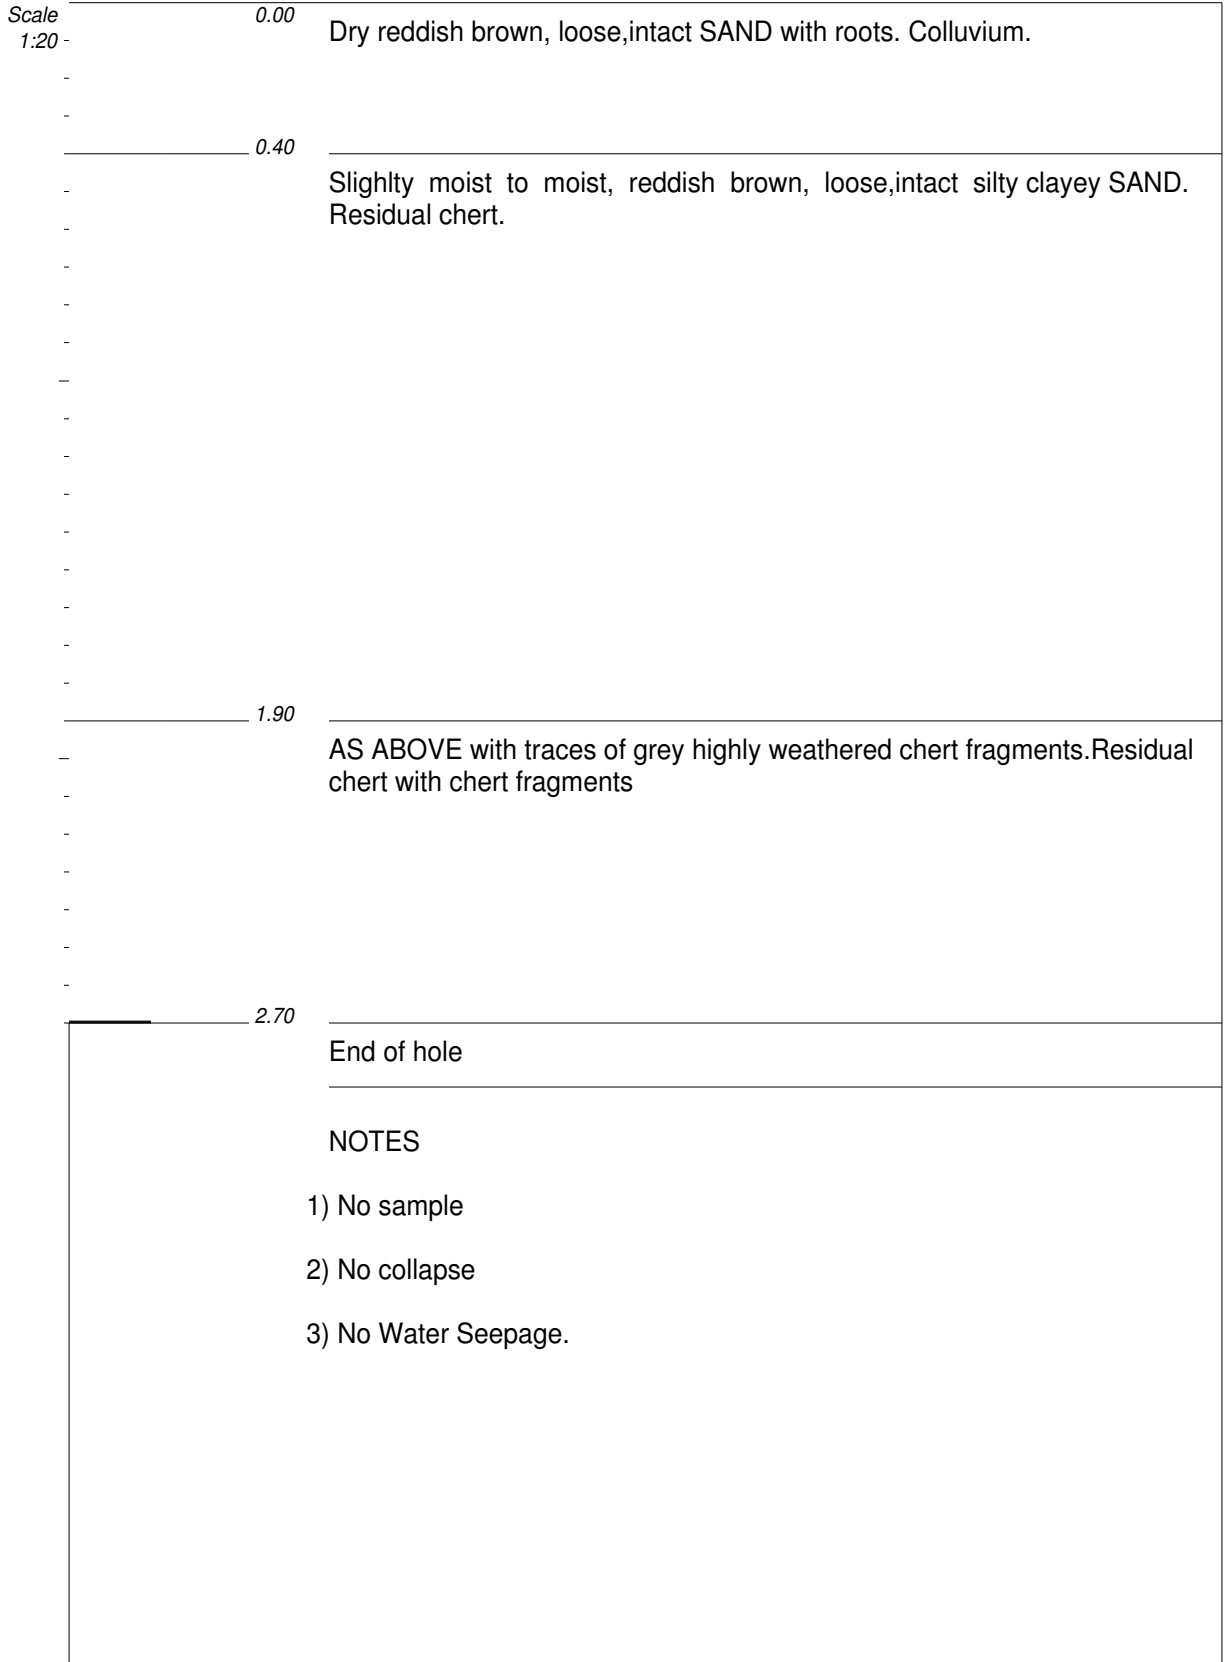 Scale
1:20
0.00
Dry reddish brown, loose,intact SAND with roots. Colluvium.
0.40
Slighlty moist to moist, reddish brown, loose,intact silty clayey SAND.
Residual chert.
1.90
AS ABOVE with traces of grey highly weathered chert fragments.Residual
chert with chert fragments
2.70
End of hole
NOTES
1) No sample
2) No collapse
3) No Water Seepage.